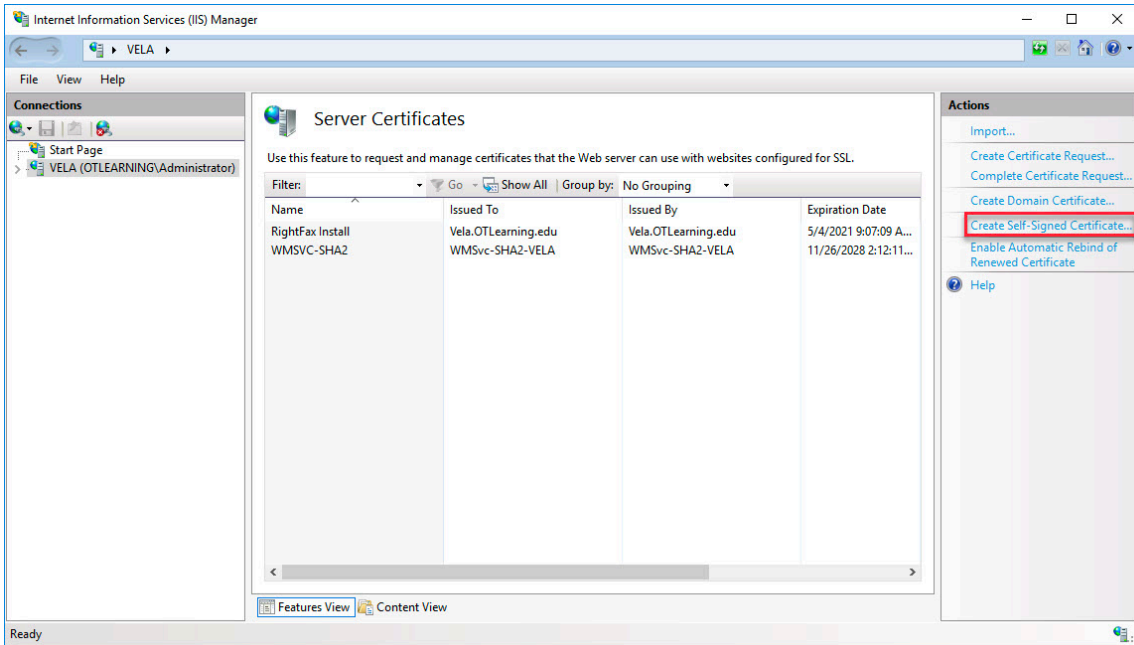 Internet Information Services (IIS) Manager
VELA
File View Help
Connections
Start Page
VELA (OTLEARNING\Administrator)
Server Certificates
Use this feature to request and manage certificates that the Web server can use with websites configured for SSL.
Filter: Go Show All Group by: No Grouping
Name Issued To Issued By Expiration Date
RightFax Install Vela.OTLearning.edu Vela.OTLearning.edu 5/4/2021 9:07:09 A...
WMSVC-SHA2 WMSvc-SHA2-VELA WMSvc-SHA2-VELA 11/26/2028 2:12:11...
Features View Content View
Actions
Import...
Create Certificate Request...
Complete Certificate Request...
Create Domain Certificate...
Create Self-Signed Certificate...
Enable Automatic Rebind of
Renewed Certificate
Help
Ready